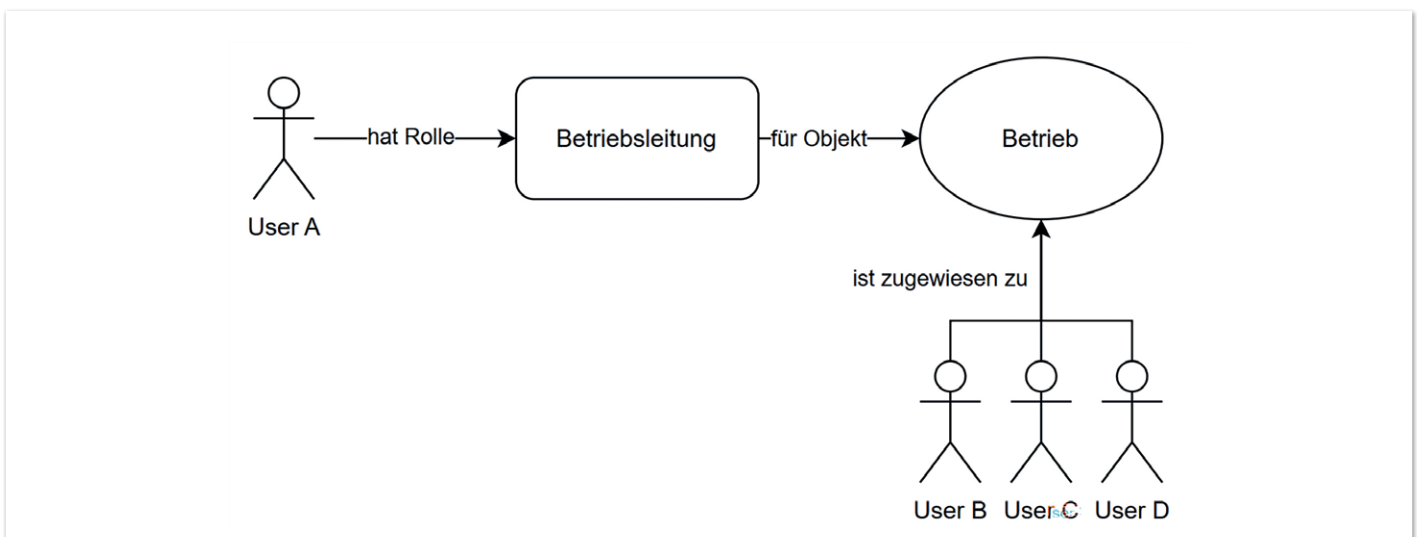 hat Rolle
Betriebsleitung
für Objekt
Betrieb
User A
ist zugewiesen zu
User B User C User D